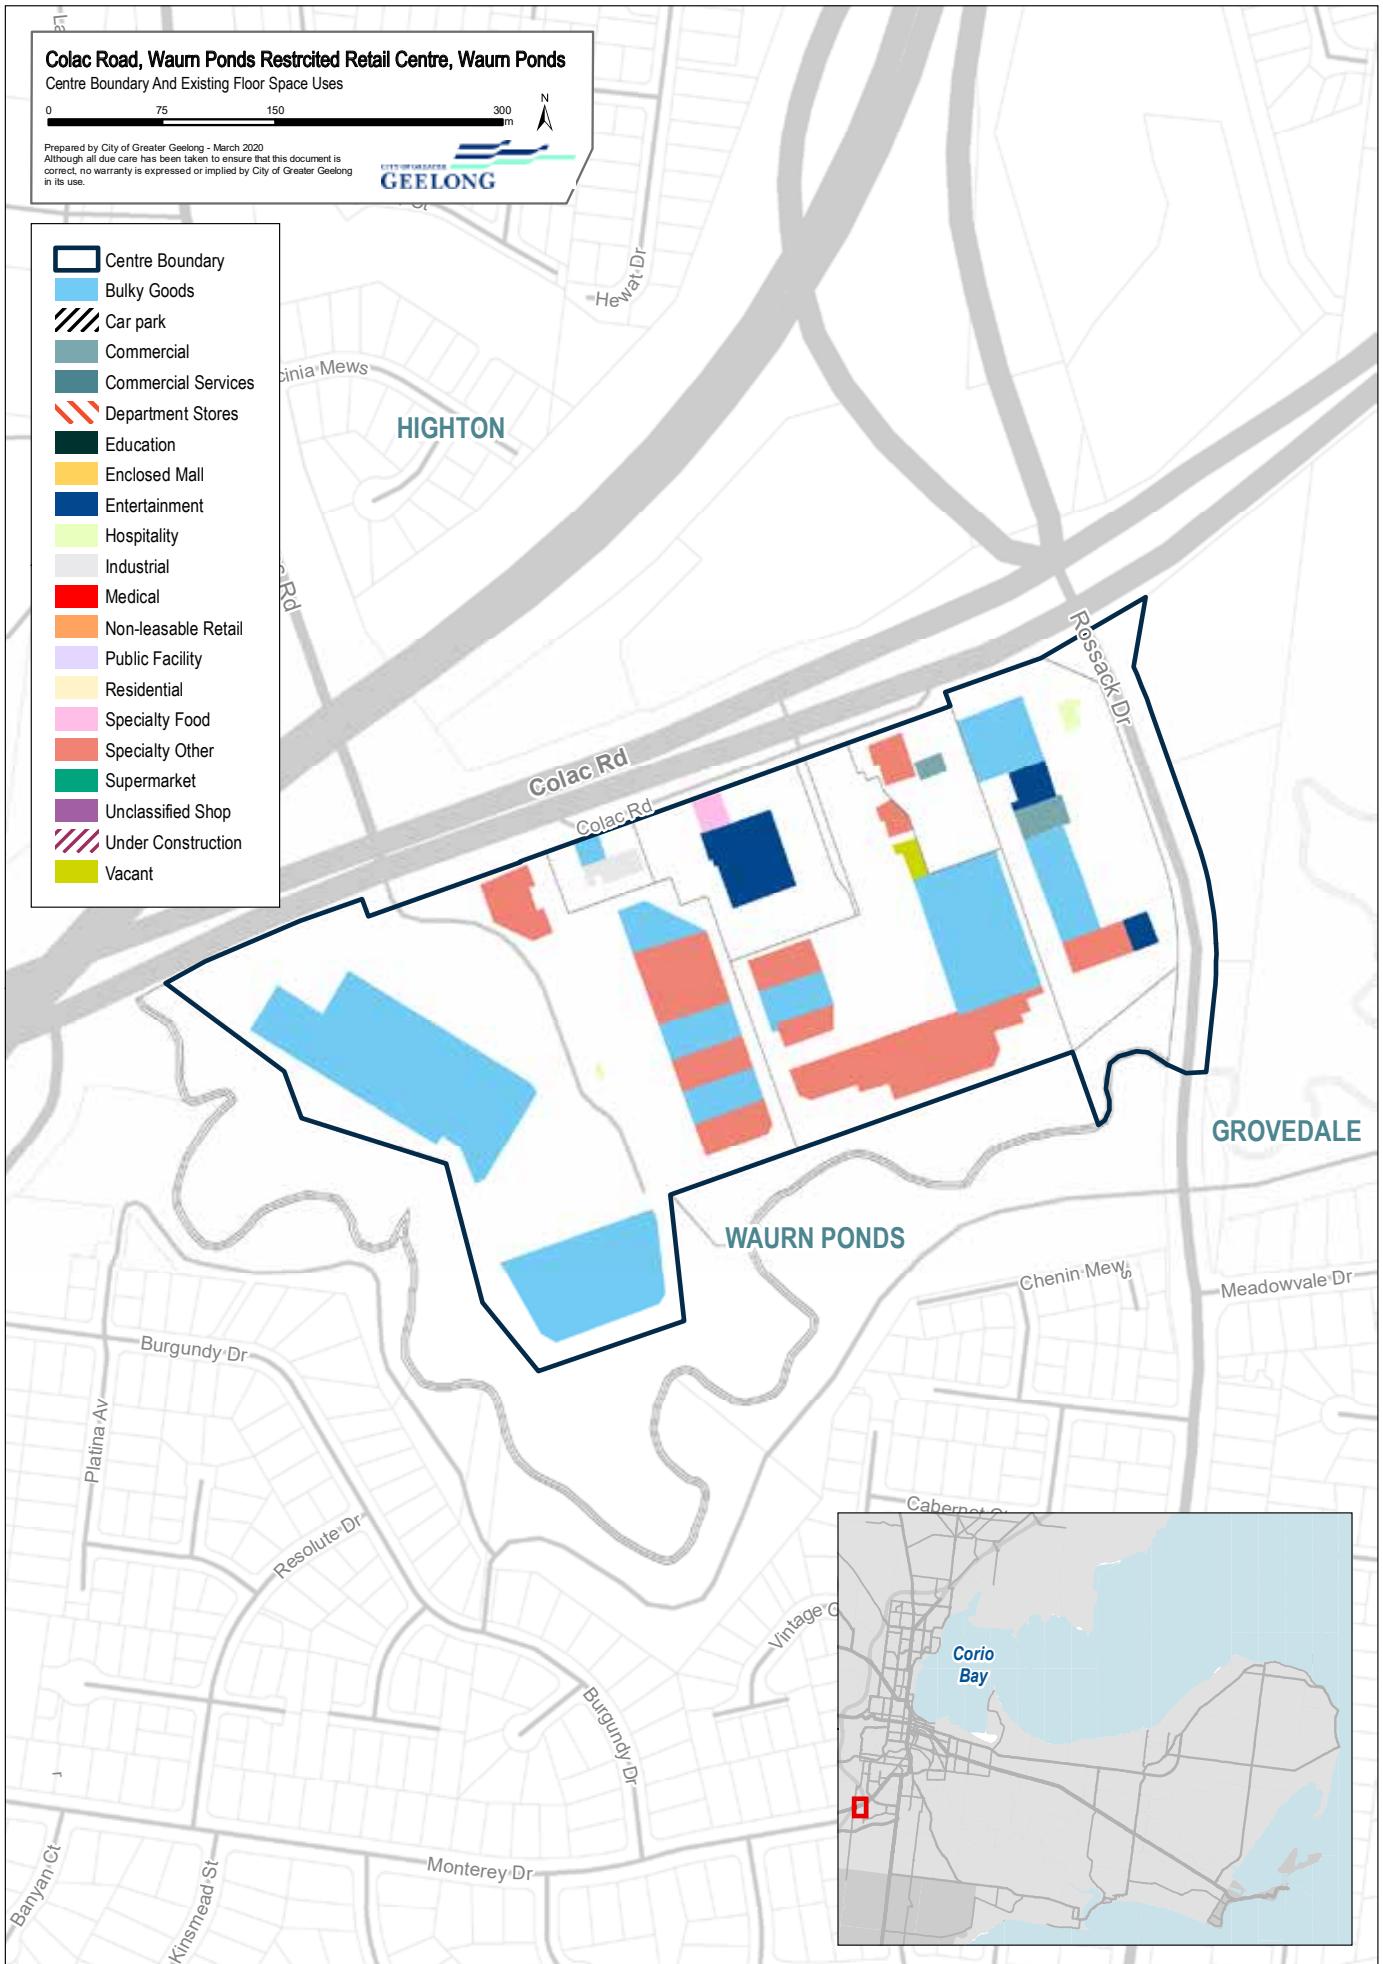 Colac Road, Waurn Ponds Restrcited Retail Centre, Waurn Ponds
Centre Boundary And Existing Floor Space Uses
0 75 150 300
m
N
Prepared by City of Greater Geelong - March 2020
Although all due care has been taken to ensure that this document is
correct, no warranty is expressed or implied by City of Greater Geelong
in its use.
CITY OF GREATER
GEELONG
Centre Boundary
Bulky Goods
Car park
Commercial
Commercial Services
Department Stores
Education
Enclosed Mall
Entertainment
Hospitality
Industrial
Medical
Non-leasable Retail
Public Facility
Residential
Specialty Food
Specialty Other
Supermarket
Unclassified Shop
Under Construction
Vacant
Hewat Dr
cinia Mews
HIGHTON
Rd
Rossack Dr
Colac Rd
Colac Rd
GROVEDALE
WAURN PONDS
Chenin Mews
Meadowvale Dr
Burgundy Dr
Platina Av
Resolute Dr
Cabernet
Vintage
Burgundy Dr
Corio
Bay
Monterey Dr
Banyan Ct
Kinsmead St